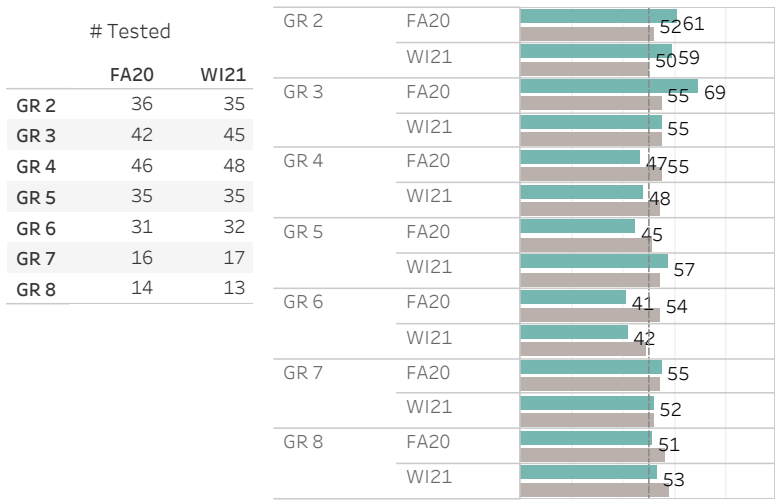 # Tested
FA20 WI21
GR 2 36 35
GR 3 42 45
GR 4 46 48
GR 5 35 35
GR 6 31 32
GR 7 16 17
GR 8 14 13
GR 2 FA20 61
52
WI21 59
50
GR 3 FA20 69
55
WI21 55
GR 4 FA20 47 55
WI21 48
GR 5 FA20 45
WI21 57
GR 6 FA20 41 54
WI21 42
GR 7 FA20 55
WI21 52
GR 8 FA20 51
WI21 53